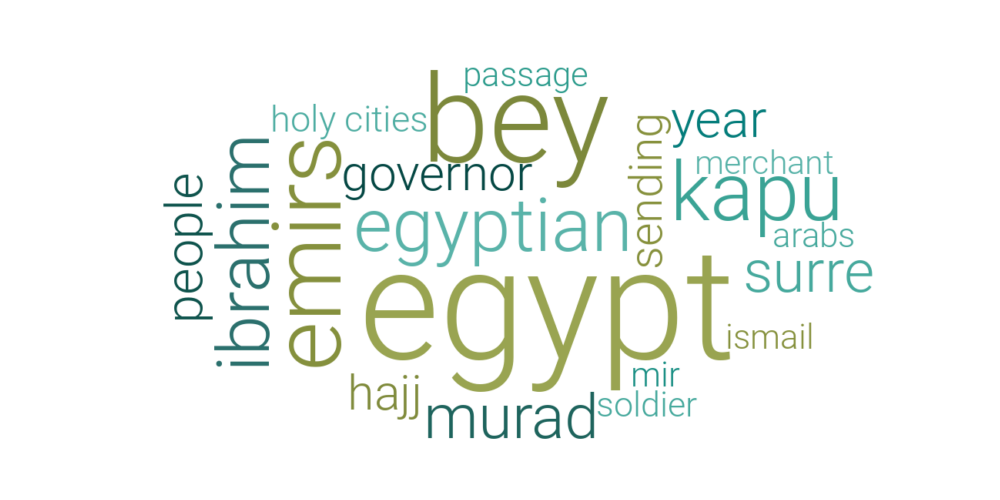 passage
bey
holy cities
year
sending
governor
merchant
kapu
people
ibrahim
emirs
egyptian
arabs
surre
egypt
ismail
mir
hajj
soldier
murad